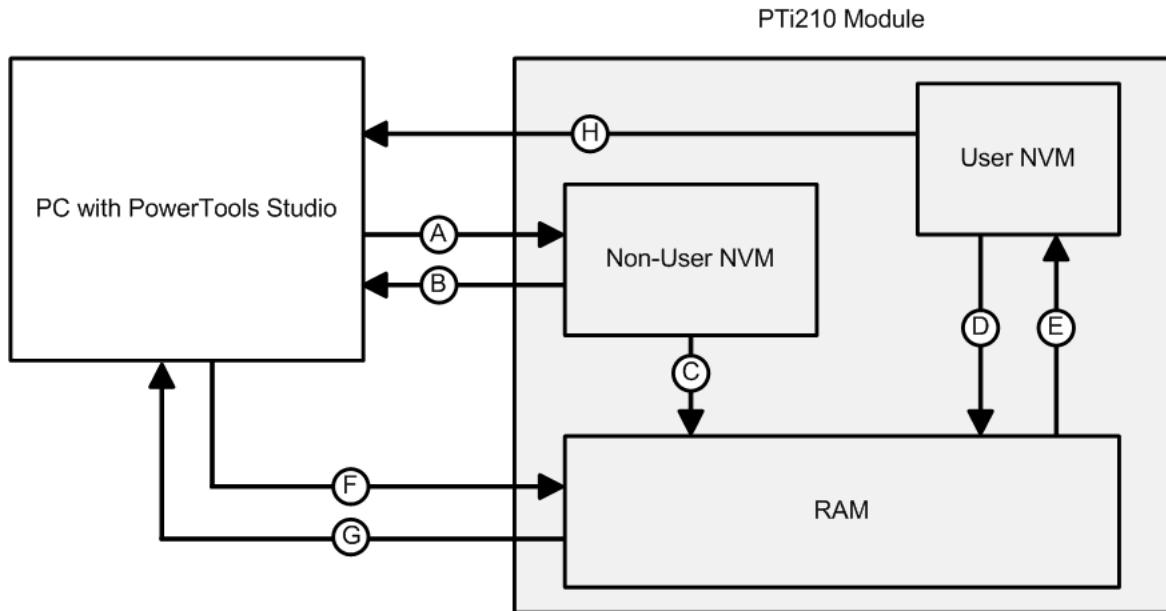 PTi210 Module
H
User NVM
PC with PowerTools Studio
A
Non-User NVM
B
D
E
C
F
RAM
G